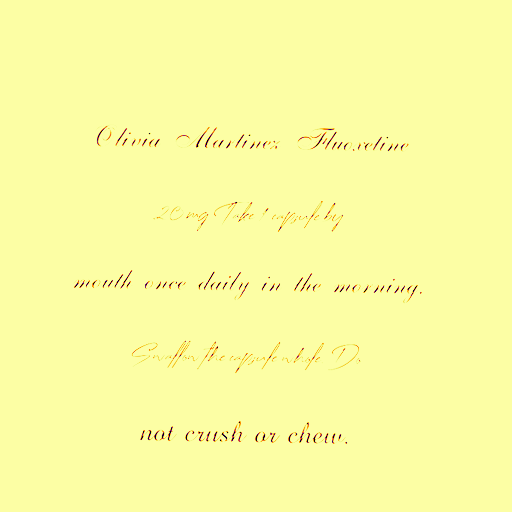 Olivia Martinez Fluoxetine
20 mg Take 1 capsule by
mouth once daily in the morning.
Swallow the capsule whole D.
not crush or chew.